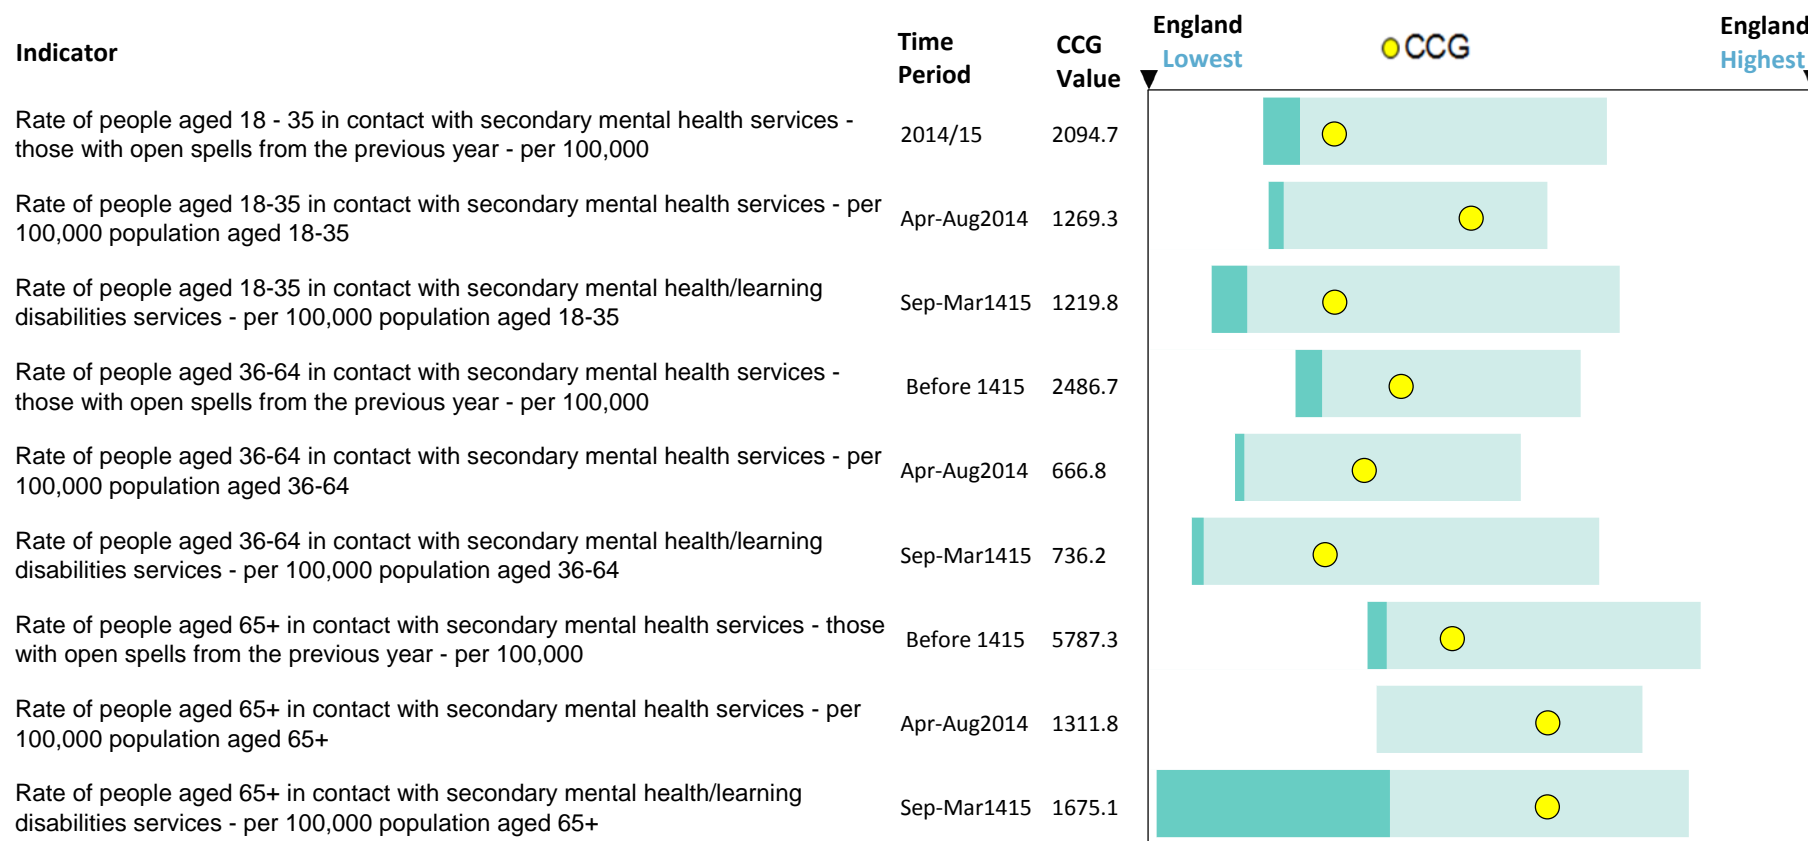 Indicator
Time
Period
CCG
Value
England
Lowest
CCG
England
Highest
Rate of people aged 18 - 35 in contact with secondary mental health services -
those with open spells from the previous year - per 100,000
2014/15
2094.7
Rate of people aged 18-35 in contact with secondary mental health services - per
100,000 population aged 18-35
Apr-Aug2014
1269.3
Rate of people aged 18-35 in contact with secondary mental health/learning
disabilities services - per 100,000 population aged 18-35
Sep-Mar1415
1219.8
Rate of people aged 36-64 in contact with secondary mental health services -
those with open spells from the previous year - per 100,000
Before 1415
2486.7
Rate of people aged 36-64 in contact with secondary mental health services - per
100,000 population aged 36-64
Apr-Aug2014
666.8
Rate of people aged 36-64 in contact with secondary mental health/learning
disabilities services - per 100,000 population aged 36-64
Sep-Mar1415
736.2
Rate of people aged 65+ in contact with secondary mental health services - those
with open spells from the previous year - per 100,000
Before 1415
5787.3
Rate of people aged 65+ in contact with secondary mental health services - per
100,000 population aged 65+
Apr-Aug2014
1311.8
Rate of people aged 65+ in contact with secondary mental health/learning
disabilities services - per 100,000 population aged 65+
Sep-Mar1415
1675.1